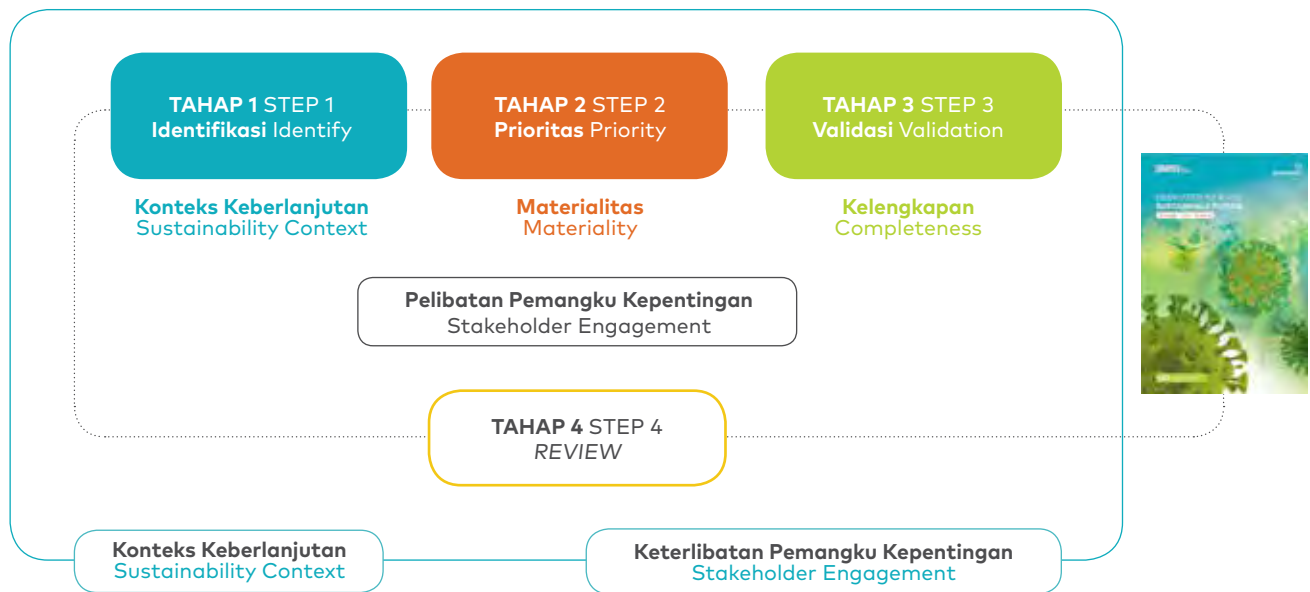 TAHAP 1 STEP 1
Identifikasi Identify
TAHAP 2 STEP 2
Prioritas Priority
TAHAP 3 STEP 3
Validasi Validation
Konteks Keberlanjutan
Sustainability Context
Materialitas
Materiality
Kelengkapan
Completeness
Pelibatan Pemangku Kepentingan
Stakeholder Engagement
TAHAP 4 STEP 4
REVIEW
Konteks Keberlanjutan
Sustainability Context
Keterlibatan Pemangku Kepentingan
Stakeholder Engagement